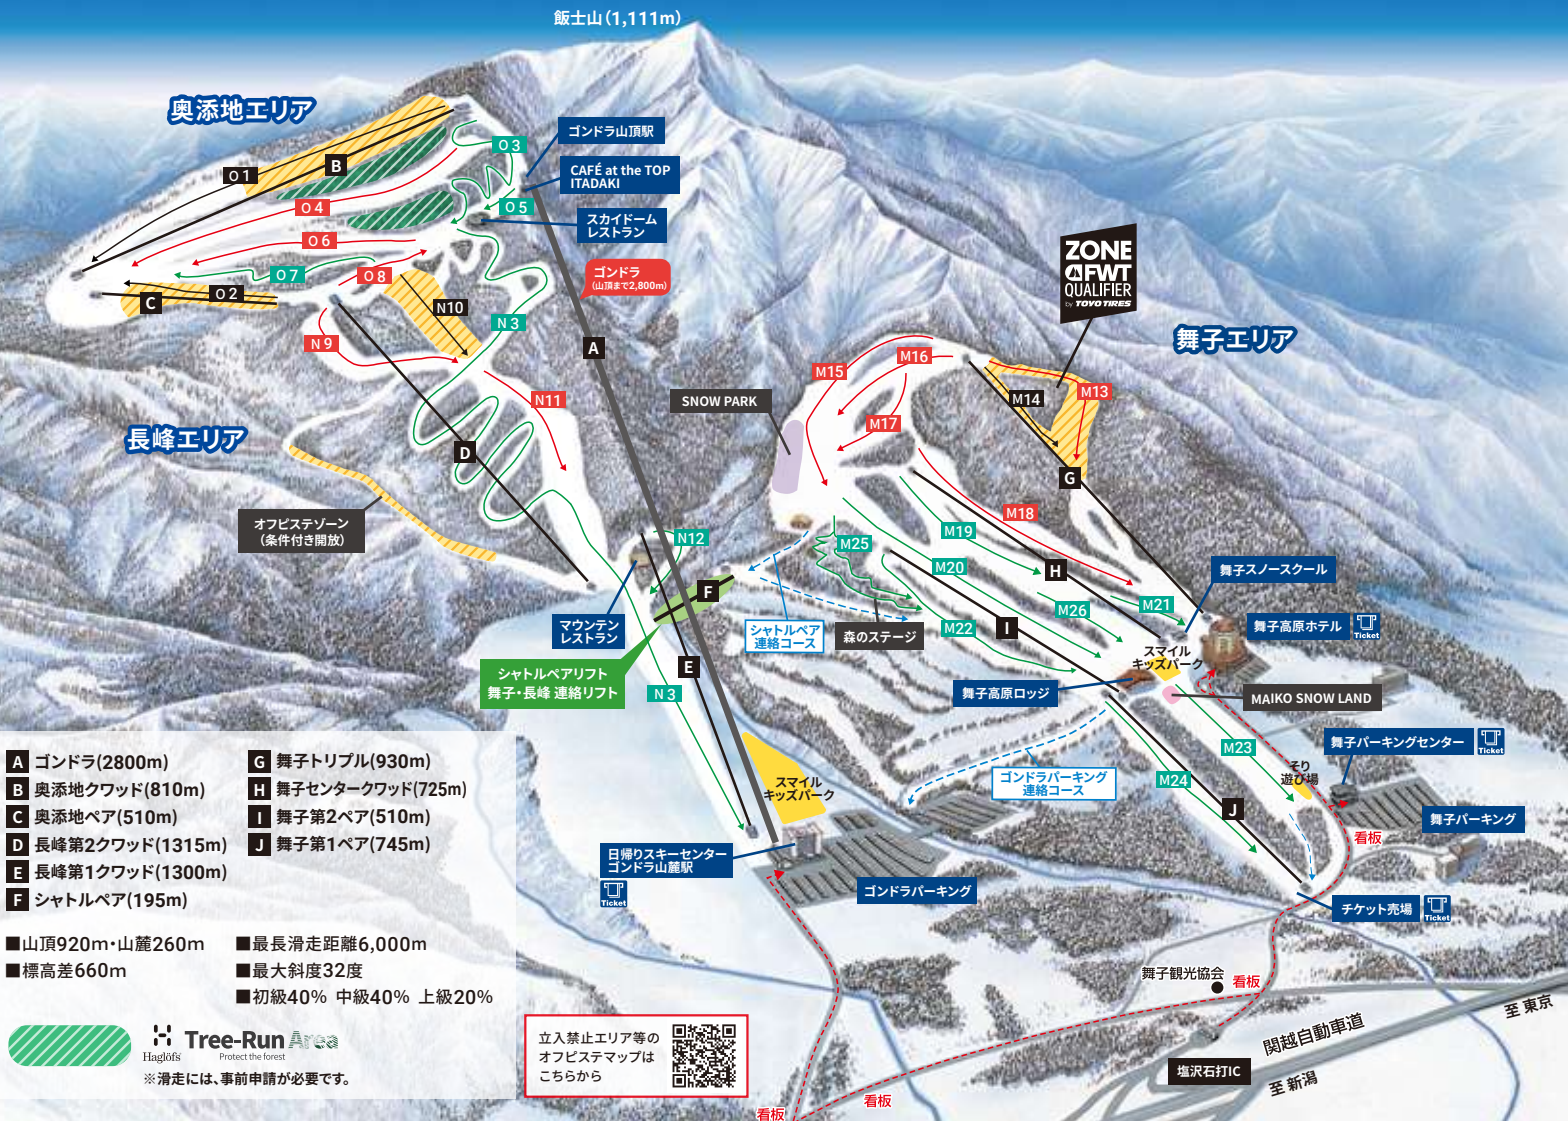 飯士山（1,111m）
奥添地エリア
O1
B
O3
O4
O5
O6
O7
O8
C
O2
ゴンドラ山頂駅
CAFÉ at the TOP
ITADAKI
スカイドーム
レストラン
ゴンドラ
（山頂まで2,800m）
N10
N3
N9
A
N11
長峰エリア
D
オフピステゾーン
（条件付き開放）
SNOW PARK
M15
M16
M17
ZONE
FWT
QUALIFIER
by TOYO TIRES
舞子エリア
M14
M13
G
M18
M19
M25
M20
H
M26
M21
M22
I
N12
F
マウンテン
レストラン
シャトルペアリフト
舞子・長峰 連絡リフト
E
N3
シャトルペア
連絡コース
森のステージ
舞子スノースクール
舞子高原ホテル
Ticket
スマイル
キッズパーク
舞子高原ロッジ
MAIKO SNOW LAND
M23
M24
J
そり
遊び場
舞子パーキングセンター
Ticket
舞子パーキング
看板
ゴンドラパーキング
連絡コース
スマイル
キッズパーク
日帰りスキーセンター
ゴンドラ山麓駅
Ticket
ゴンドラパーキング
チケット売場
Ticket
舞子観光協会
看板
至 東京
関越自動車道
塩沢石打IC
至 新潟
看板
看板
A ゴンドラ(2800m)
B 奥添地クワッド(810m)
C 奥添地ペア(510m)
D 長峰第2クワッド(1315m)
E 長峰第1クワッド(1300m)
F シャトルペア(195m)
G 舞子トリプル(930m)
H 舞子センタークワッド(725m)
I 舞子第2ペア(510m)
J 舞子第1ペア(745m)
■山頂920m・山麓260m
■標高差660m
■最長滑走距離6,000m
■最大斜度32度
■初級40% 中級40% 上級20%
Haglöfs
Tree-Run Area
Protect the forest
※滑走には、事前申請が必要です。
立入禁止エリア等の
オフピステマップは
こちらから